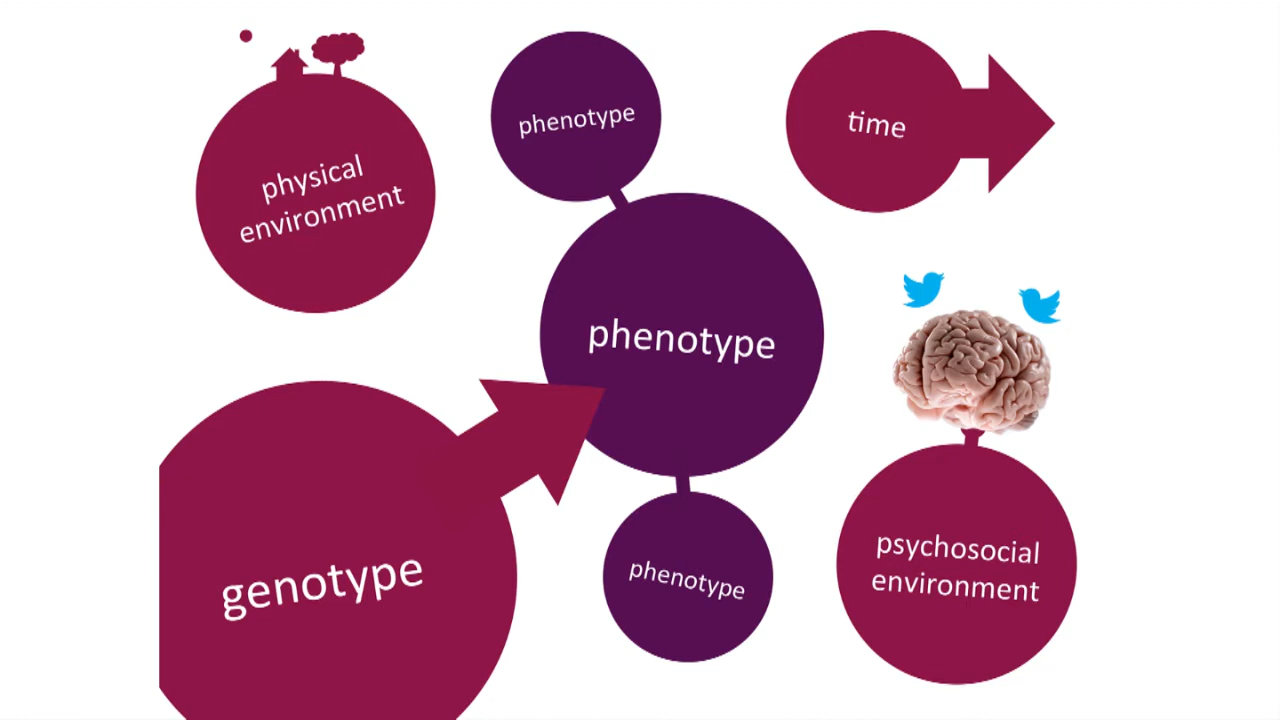 phenotype
time
physical
environment
phenotype
genotype
phenotype
psychosocial
environment